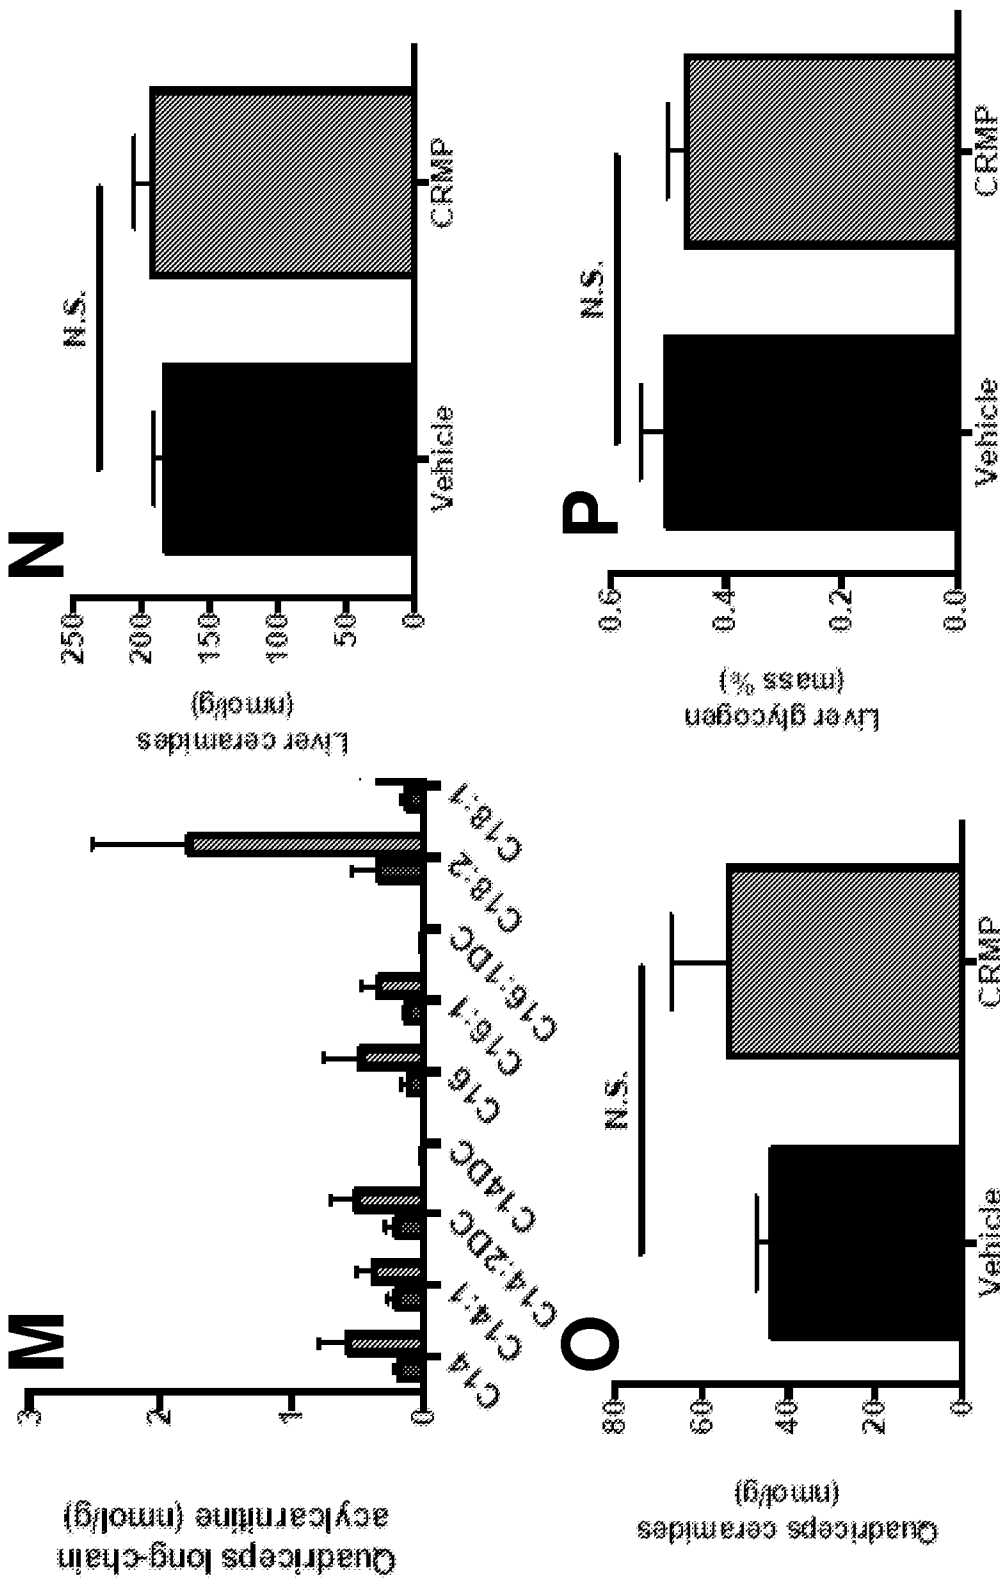 M
Quadriceps long-chain
acylcarnitine (nmol/g)
3
2
1
0
C14
C14:1
C14:2DC
C14DC
C16
C16:1
C16:1DC
C18:2
C18:1
N
Liver ceramides
(nmol/g)
250
200
150
100
50
0
N.S.
Vehicle
CRMP
O
Quadriceps ceramides
(nmol/g)
80
60
40
20
0
N.S.
Vehicle
CRMP
P
Liver glycogen
(mass %)
0.6
0.4
0.2
0.0
N.S.
Vehicle
CRMP